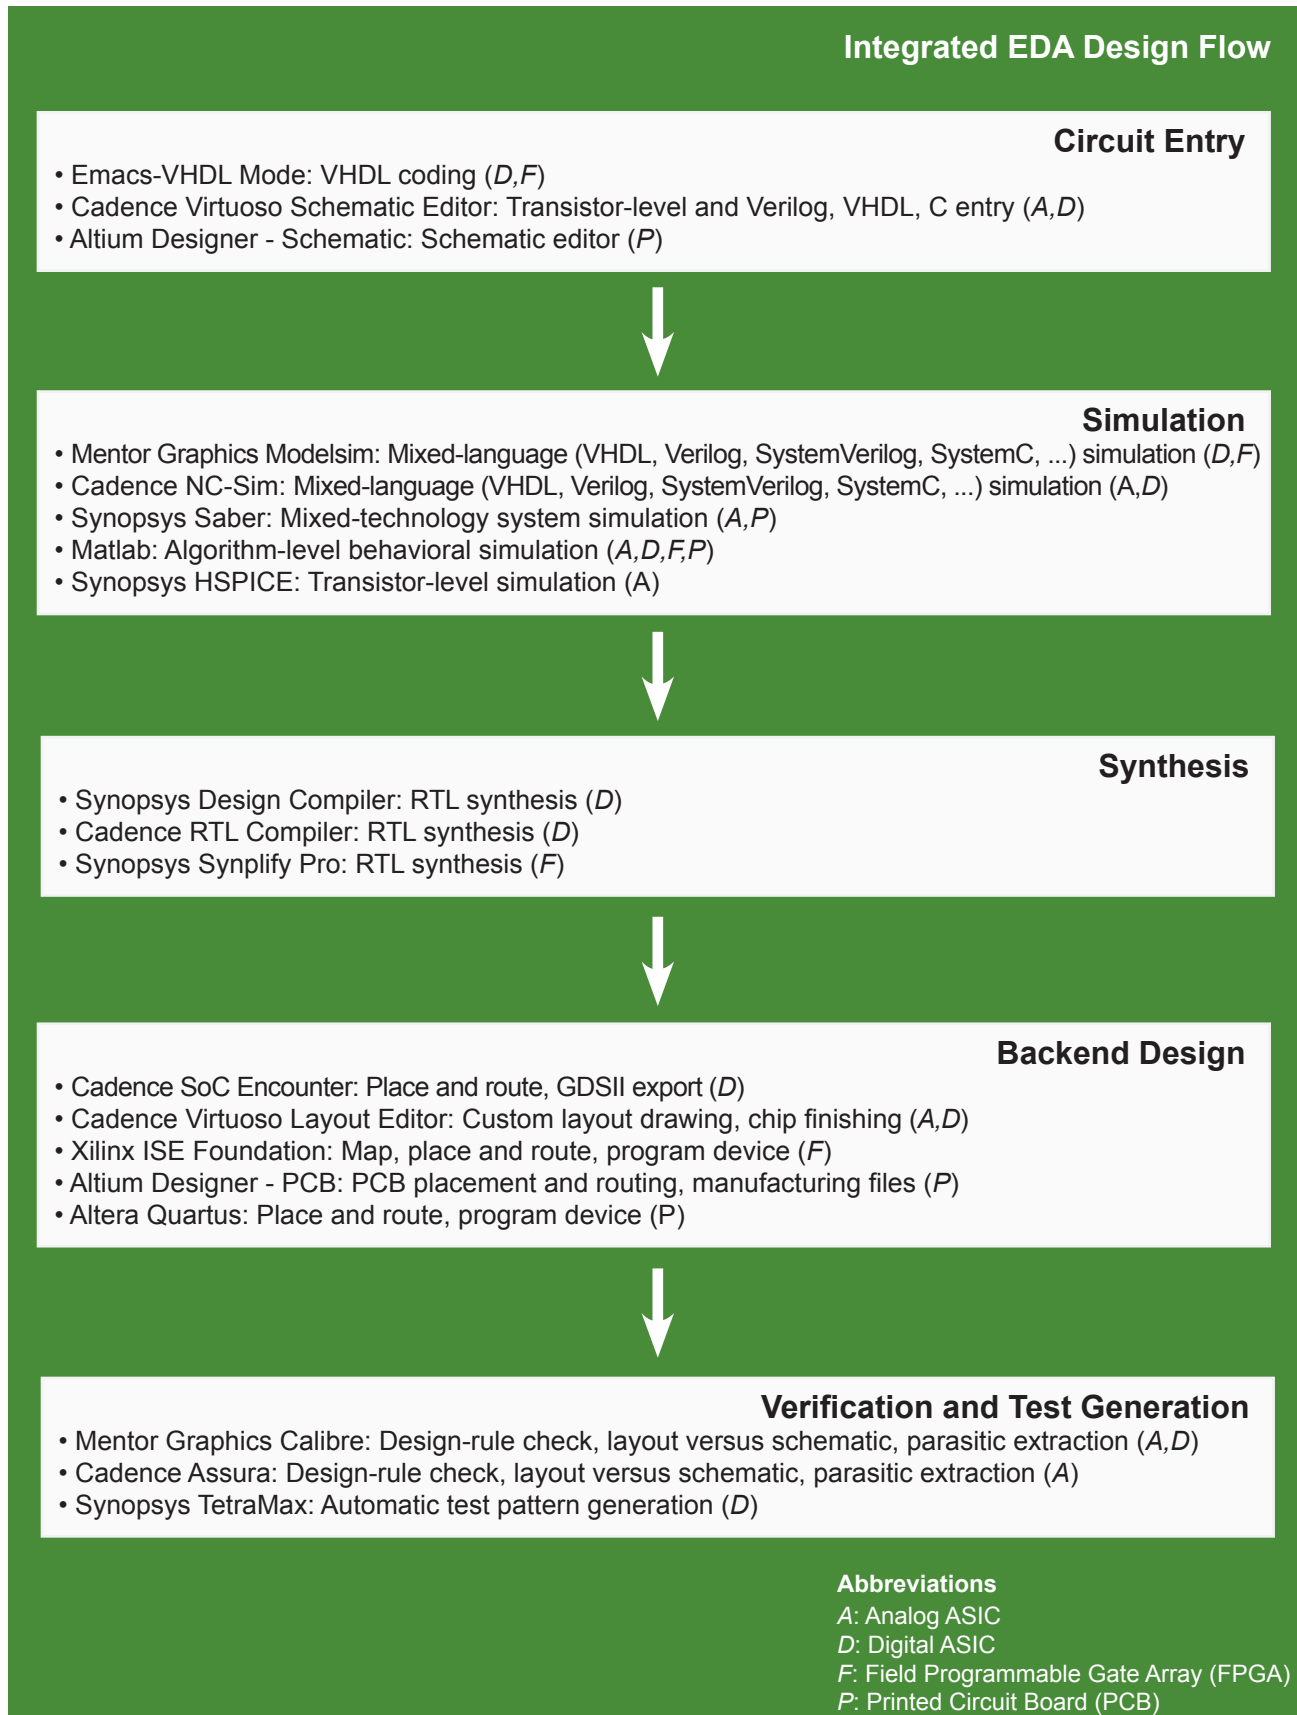 Integrated EDA Design Flow
Circuit Entry
• Emacs-VHDL Mode: VHDL coding (D,F)
• Cadence Virtuoso Schematic Editor: Transistor-level and Verilog, VHDL, C entry (A,D)
• Altium Designer - Schematic: Schematic editor (P)
Simulation
• Mentor Graphics Modelsim: Mixed-language (VHDL, Verilog, SystemVerilog, SystemC, ...) simulation (D,F)
• Cadence NC-Sim: Mixed-language (VHDL, Verilog, SystemVerilog, SystemC, ...) simulation (A,D)
• Synopsys Saber: Mixed-technology system simulation (A,P)
• Matlab: Algorithm-level behavioral simulation (A,D,F,P)
• Synopsys HSPICE: Transistor-level simulation (A)
Synthesis
• Synopsys Design Compiler: RTL synthesis (D)
• Cadence RTL Compiler: RTL synthesis (D)
• Synopsys Synplify Pro: RTL synthesis (F)
Backend Design
• Cadence SoC Encounter: Place and route, GDSII export (D)
• Cadence Virtuoso Layout Editor: Custom layout drawing, chip finishing (A,D)
• Xilinx ISE Foundation: Map, place and route, program device (F)
• Altium Designer - PCB: PCB placement and routing, manufacturing files (P)
• Altera Quartus: Place and route, program device (P)
Verification and Test Generation
• Mentor Graphics Calibre: Design-rule check, layout versus schematic, parasitic extraction (A,D)
• Cadence Assura: Design-rule check, layout versus schematic, parasitic extraction (A)
• Synopsys TetraMax: Automatic test pattern generation (D)
Abbreviations
A: Analog ASIC
D: Digital ASIC
F: Field Programmable Gate Array (FPGA)
P: Printed Circuit Board (PCB)